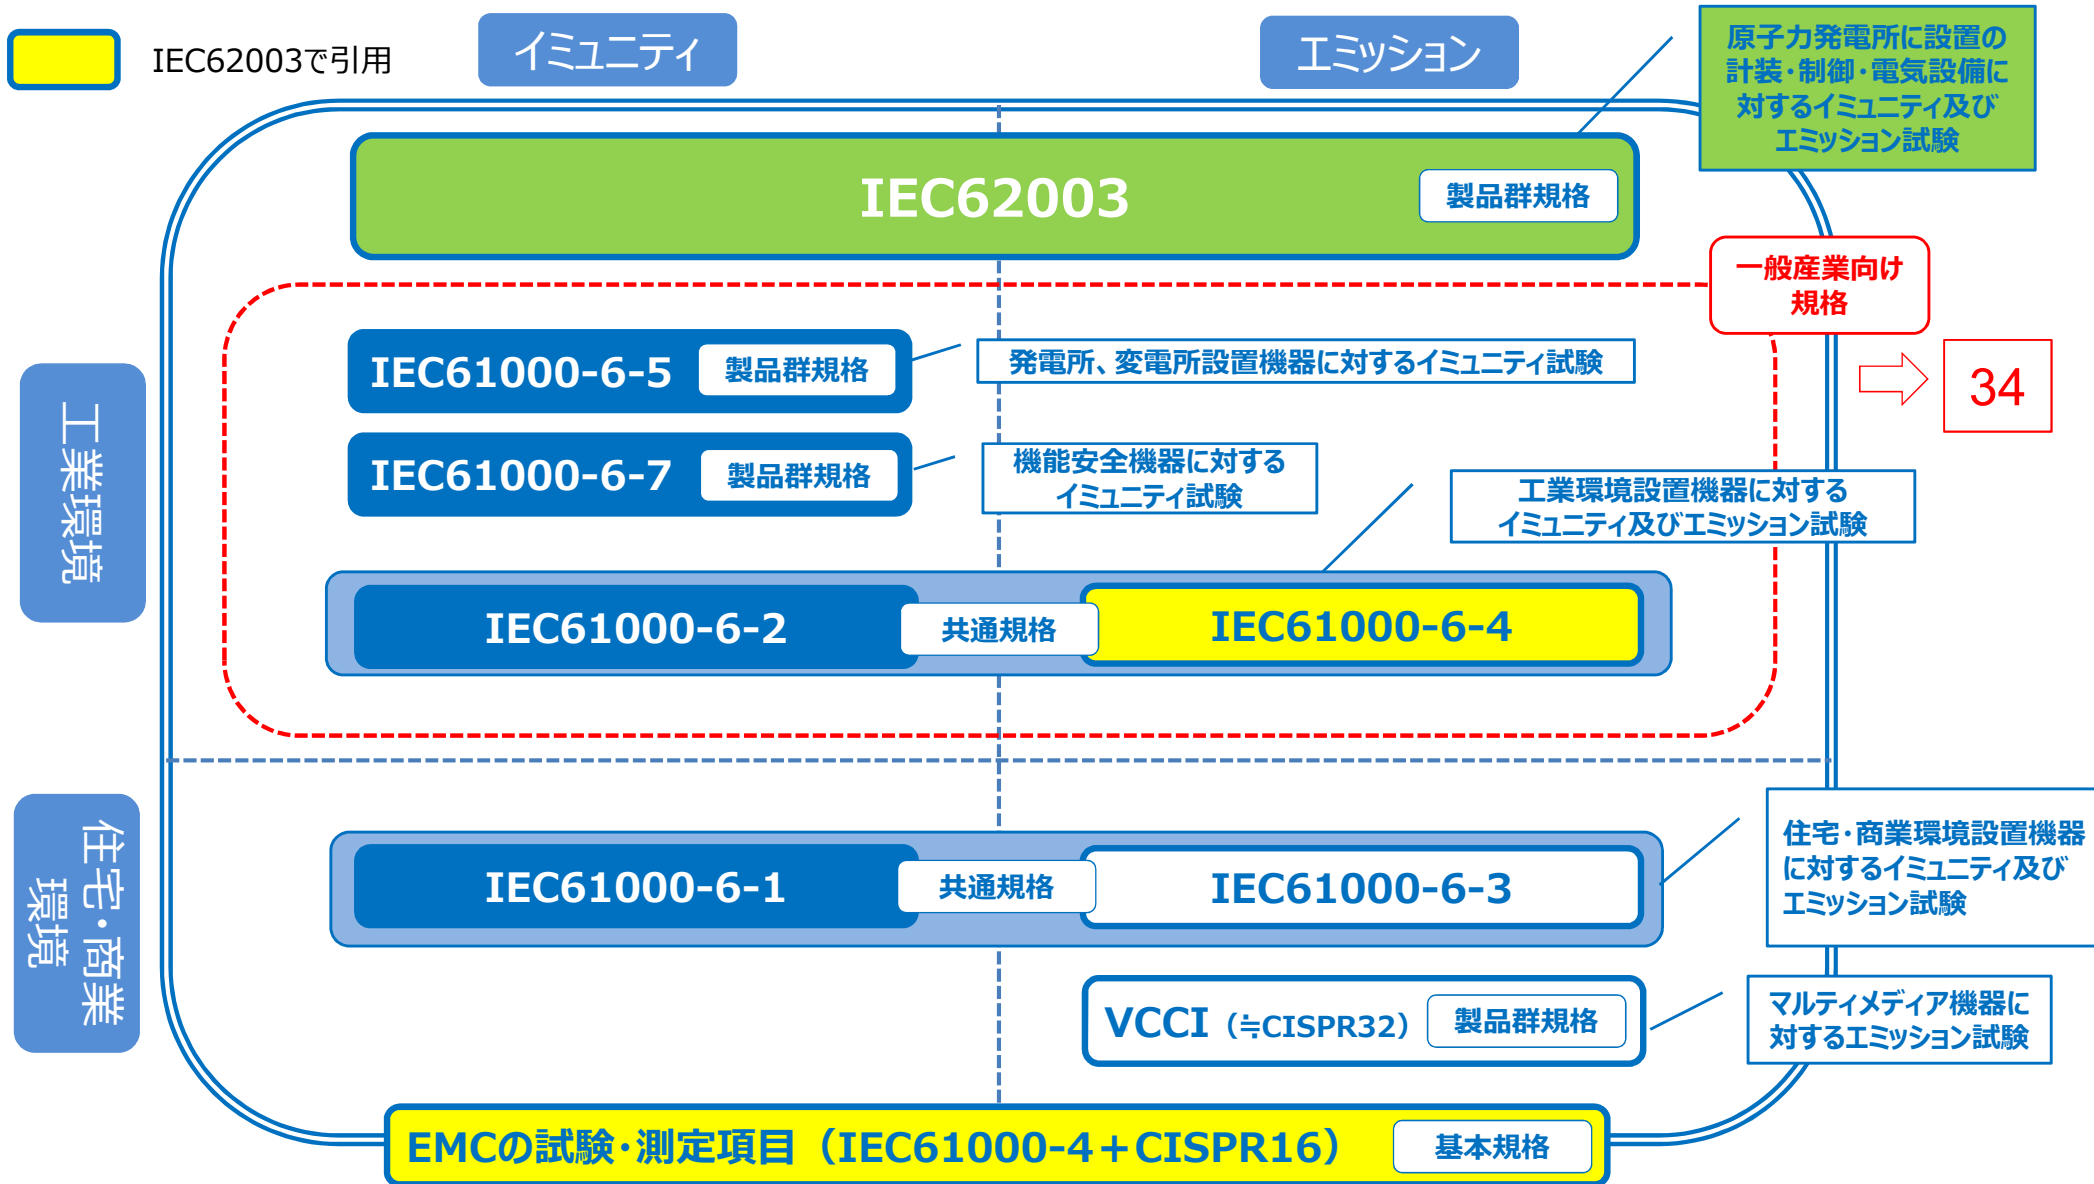 IEC62003で引用
イミュニティ
エミッション
原子力発電所に設置の
計装・制御・電気設備に
対するイミュニティ及び
エミッション試験
IEC62003
製品群規格
一般産業向け
規格
34
工業環境
IEC61000-6-5
製品群規格
発電所、変電所設置機器に対するイミュニティ試験
IEC61000-6-7
製品群規格
機能安全機器に対する
イミュニティ試験
工業環境設置機器に対する
イミュニティ及びエミッション試験
IEC61000-6-2
共通規格
IEC61000-6-4
住宅・商業
環境
IEC61000-6-1
共通規格
IEC61000-6-3
住宅・商業環境設置機器
に対するイミュニティ及び
エミッション試験
VCCI（≒CISPR32）
製品群規格
マルティメディア機器に
対するエミッション試験
EMCの試験・測定項目（IEC61000-4＋CISPR16）
基本規格